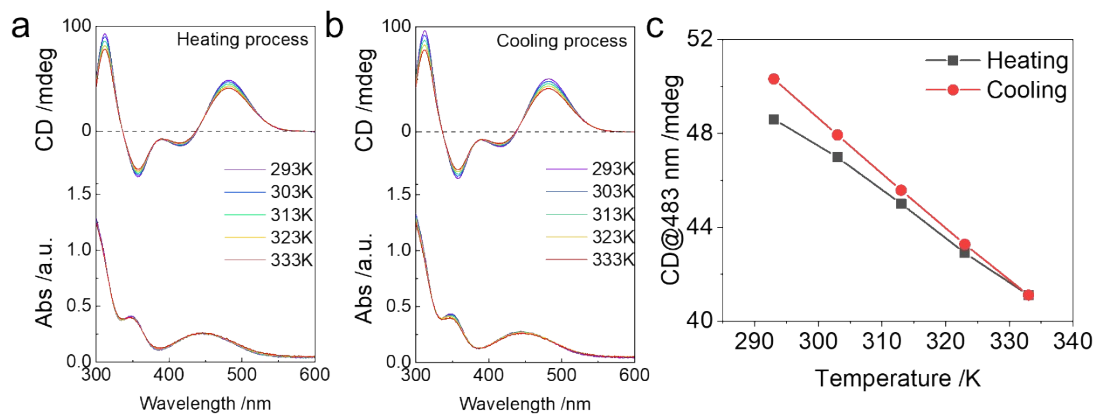 a
Heating process
CD /mdeg
100
50
0
293K
303K
313K
323K
333K
Abs /a.u.
1.5
1.0
0.5
0.0
300
400
500
600
Wavelength /nm
b
Cooling process
CD /mdeg
100
50
0
293K
303K
313K
323K
333K
Abs /a.u.
1.5
1.0
0.5
0.0
300
400
500
600
Wavelength /nm
c
Heating
Cooling
CD@483 nm /mdeg
52
48
44
40
290
300
310
320
330
340
Temperature /K